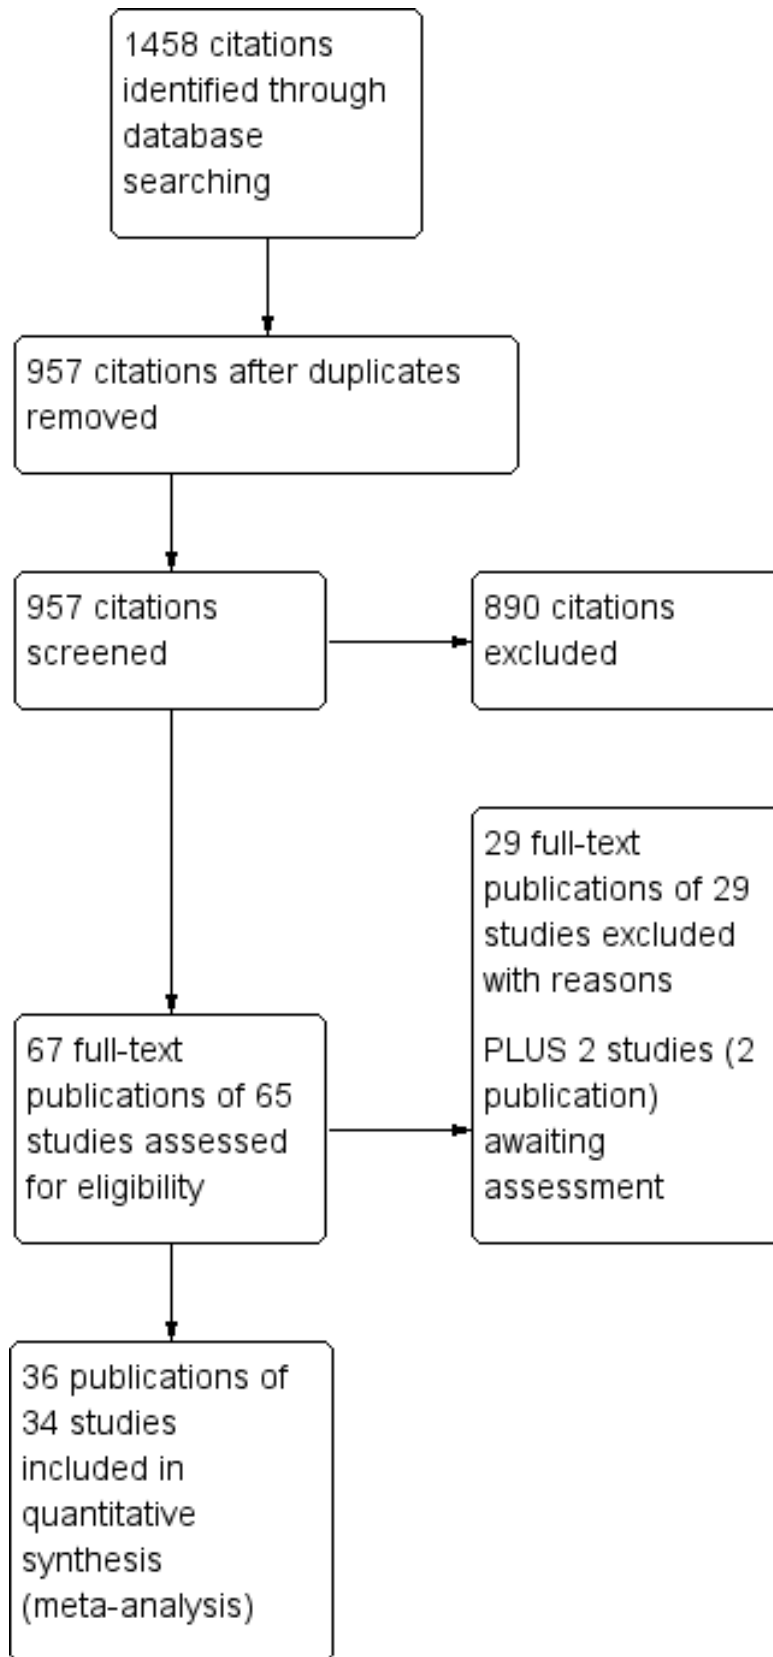 1458 citations
identified through
database
searching
957 citations after duplicates
removed
957 citations
screened
890 citations
excluded
29 full-text
publications of 29
studies excluded
with reasons
PLUS 2 studies (2
publication)
awaiting
assessment
67 full-text
publications of 65
studies assessed
for eligibility
36 publications of
34 studies
included in
quantitative
synthesis
(meta-analysis)